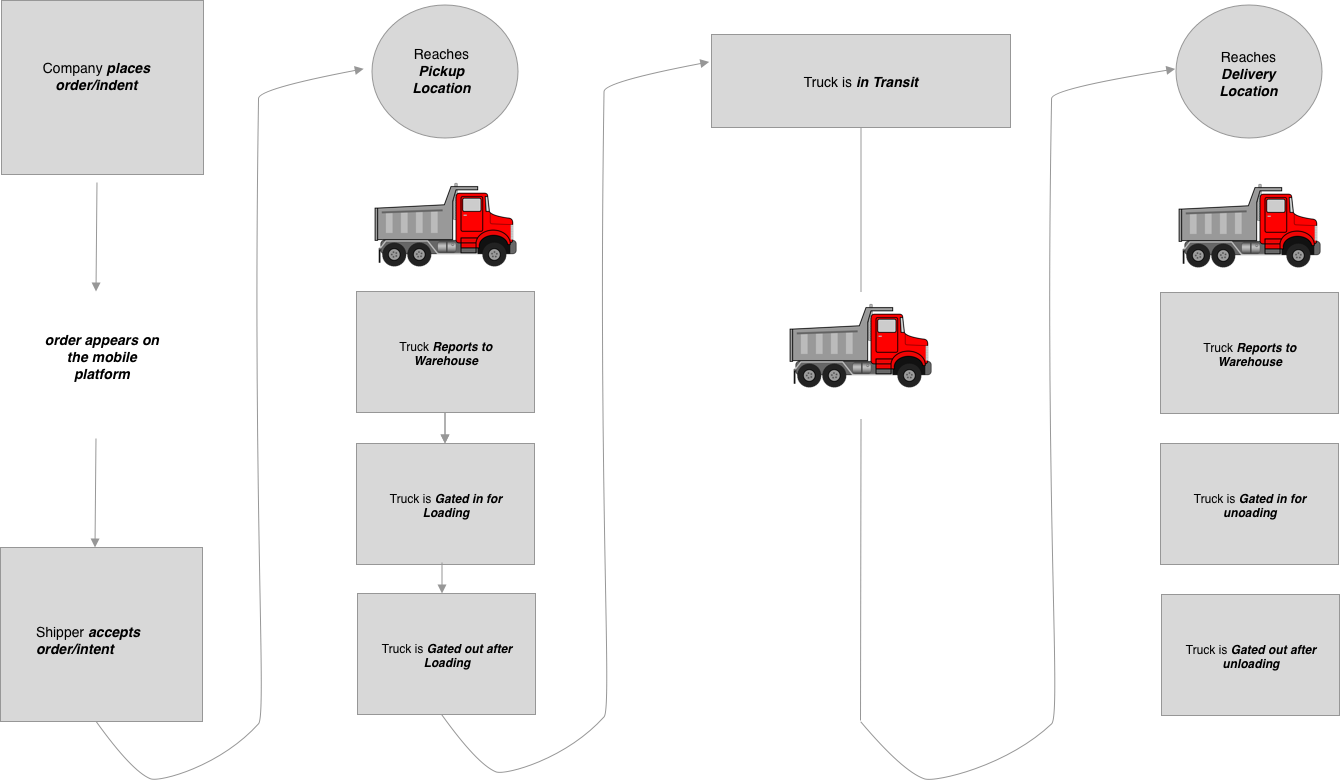 Company places
order/indent
order appears on
the mobile
platform
Shipper accepts
order/intent
Reaches
Pickup
Location
Truck Reports to
Warehouse
Truck is Gated in for
Loading
Truck is Gated out after
Loading
Truck is in Transit
Reaches
Delivery
Location
Truck Reports to
Warehouse
Truck is Gated in for
unoading
Truck is Gated out after
unloading